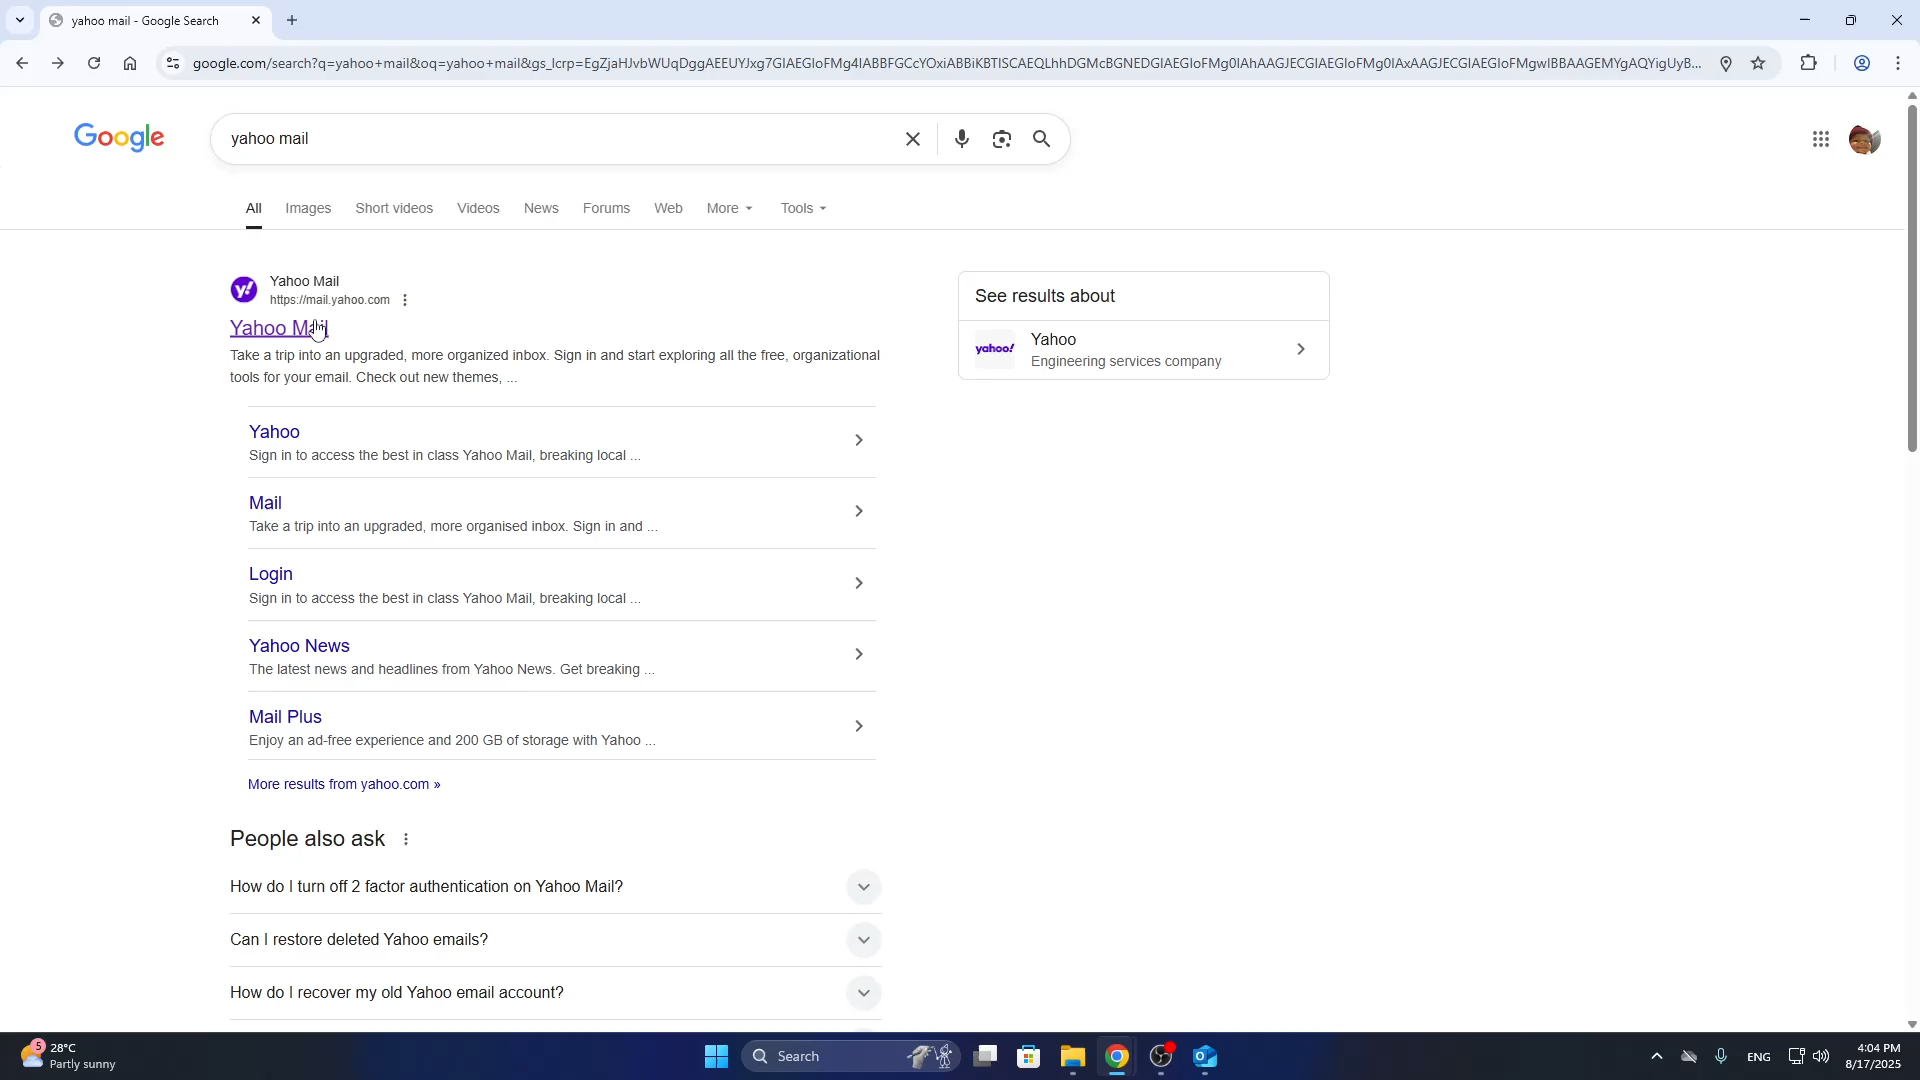 yahoo mail - Google Search
google.com/search?q=yahoo+mail&oq=yahoo+mail&gs_lcrp=EgZjaHJvbWUqDggAEEUYJxg7GIAEGIoFMg4IABBFGCcYOxiABBiKBTISCAEQLhhDGMcBGNEDGIAEGIoFMg0IAhAAGJECGIAEGIoFMg0IAxAAGJECGIAEGIoFMgwIBBAAGEMYgAQYigUyB...
Google
yahoo mail
All
Images
Short videos
Videos
News
Forums
Web
More
Tools
Yahoo Mail
https://mail.yahoo.com
Yahoo Mail
Take a trip into an upgraded, more organized inbox. Sign in and start exploring all the free, organizational
tools for your email. Check out new themes, ...
See results about
yahoo!
Yahoo
Engineering services company
Yahoo
Sign in to access the best in class Yahoo Mail, breaking local ...
Mail
Take a trip into an upgraded, more organised inbox. Sign in and ...
Login
Sign in to access the best in class Yahoo Mail, breaking local ...
Yahoo News
The latest news and headlines from Yahoo News. Get breaking ...
Mail Plus
Enjoy an ad-free experience and 200 GB of storage with Yahoo ...
More results from yahoo.com »
People also ask
How do I turn off 2 factor authentication on Yahoo Mail?
Can I restore deleted Yahoo emails?
How do I recover my old Yahoo email account?
5
28°C
Partly sunny
Search
ENG
4:04 PM
8/17/2025